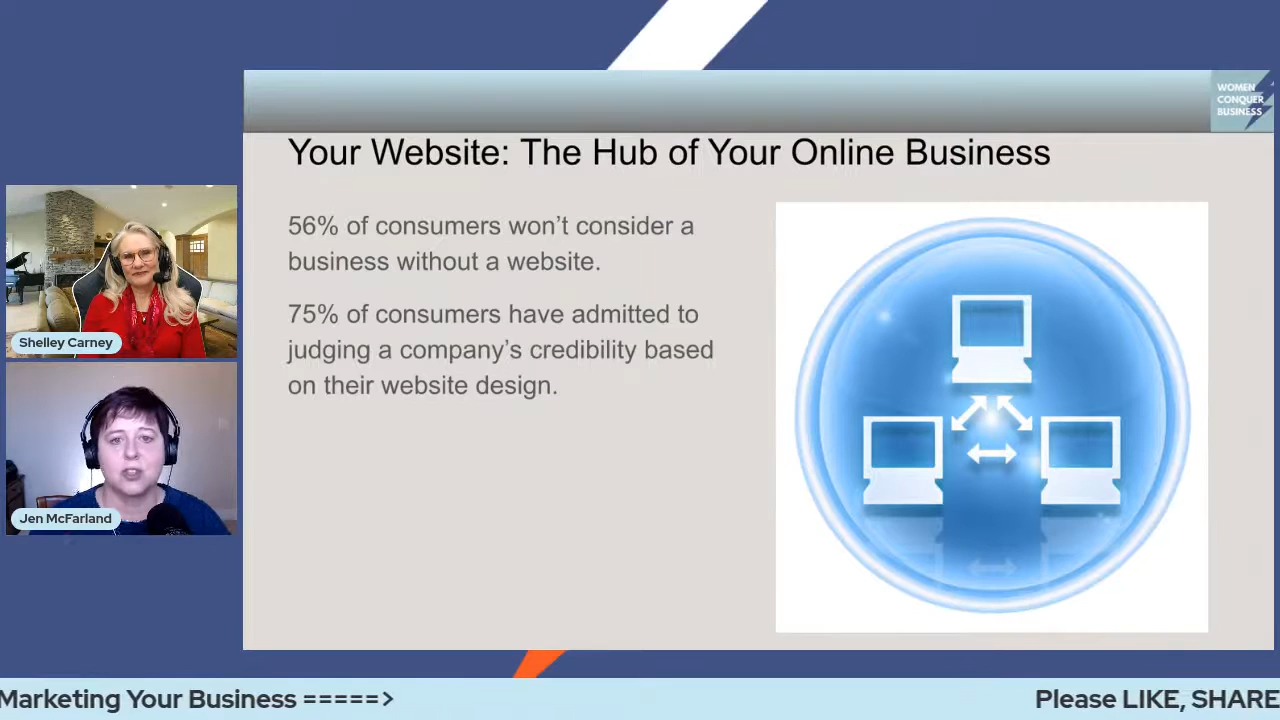 WOMEN
CONQUER
BUSINESS
Your Website: The Hub of Your Online Business
56% of consumers won’t consider a
business without a website.
75% of consumers have admitted to
judging a company’s credibility based
on their website design.
Shelley Carney
Jen McFarland
Marketing Your Business =====>
Please LIKE, SHARE